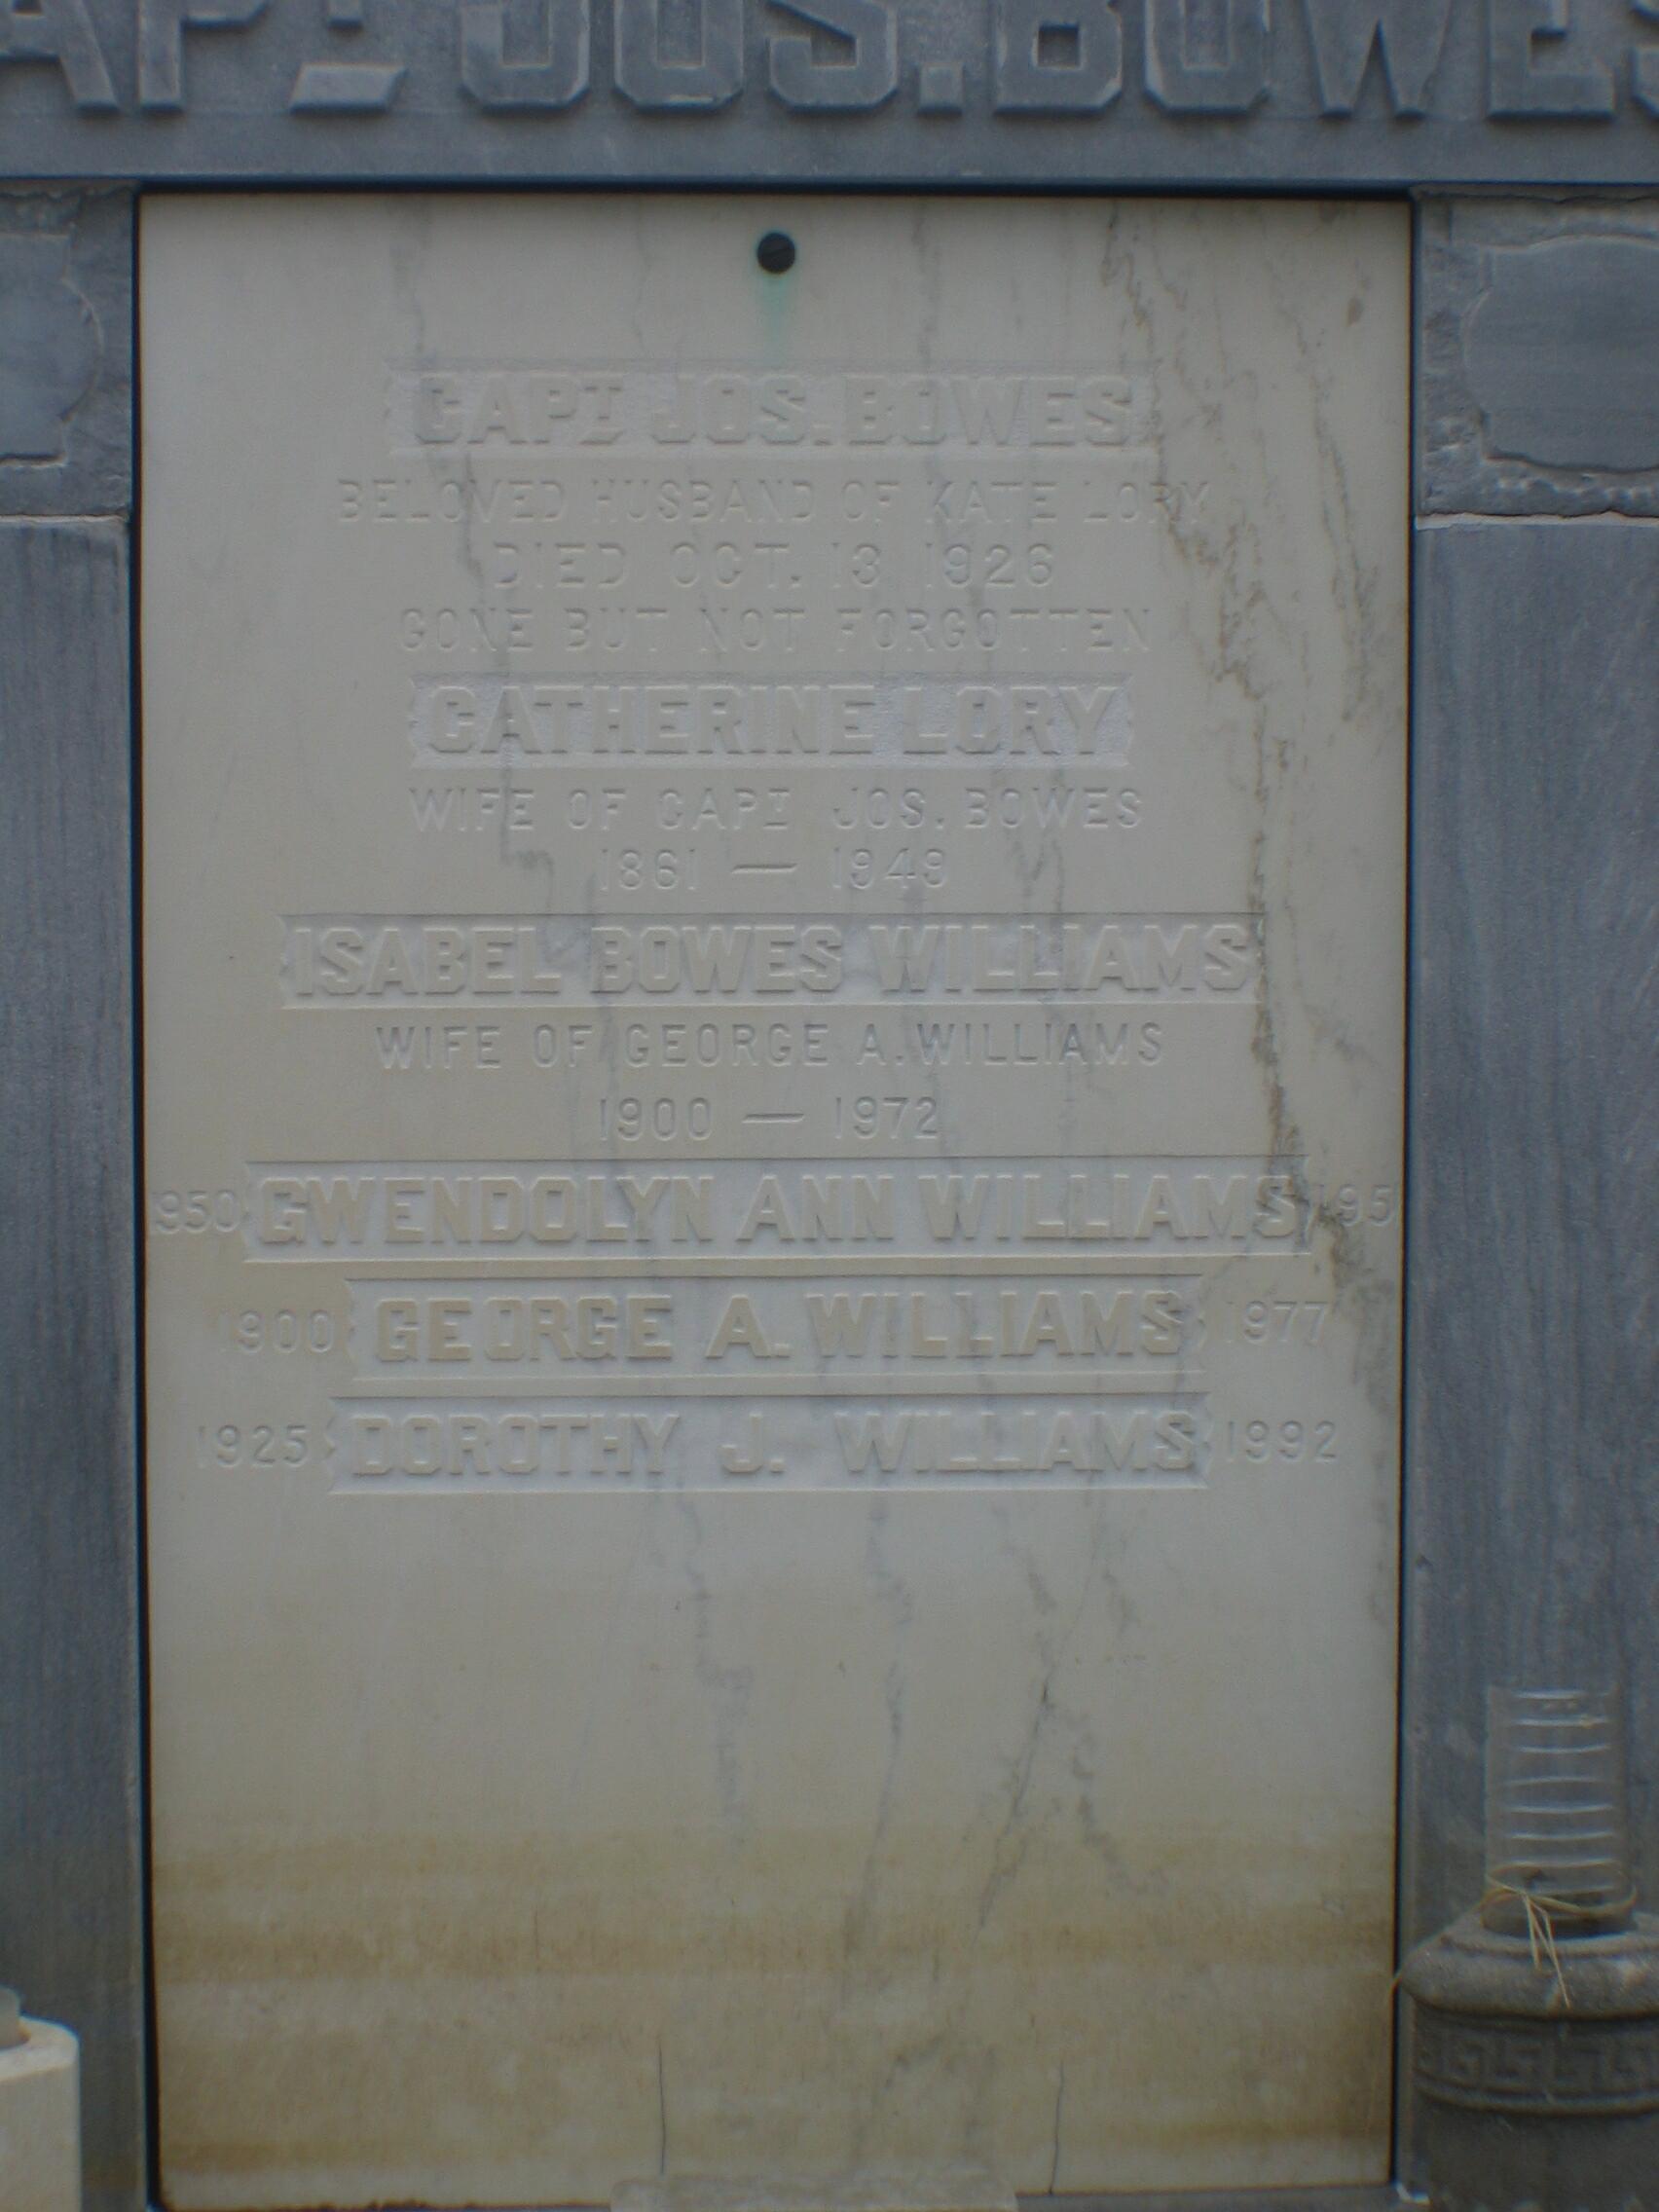 CAPT. JOS. BOWES
CAPT. JOS. BOWES
BELOVED HUSBAND OF KATE LORY
DIED OCT. 13 1926
GONE BUT NOT FORGOTTEN
CATHERINE LORY
WIFE OF CAPT. JOS. BOWES
1861 — 1949
ISABEL BOWES WILLIAMS
WIFE OF GEORGE A. WILLIAMS
1900 — 1972
1950 GWENDOLYN ANN WILLIAMS
1900 GEORGE A. WILLIAMS 1977
1925 DOROTHY J. WILLIAMS 1992